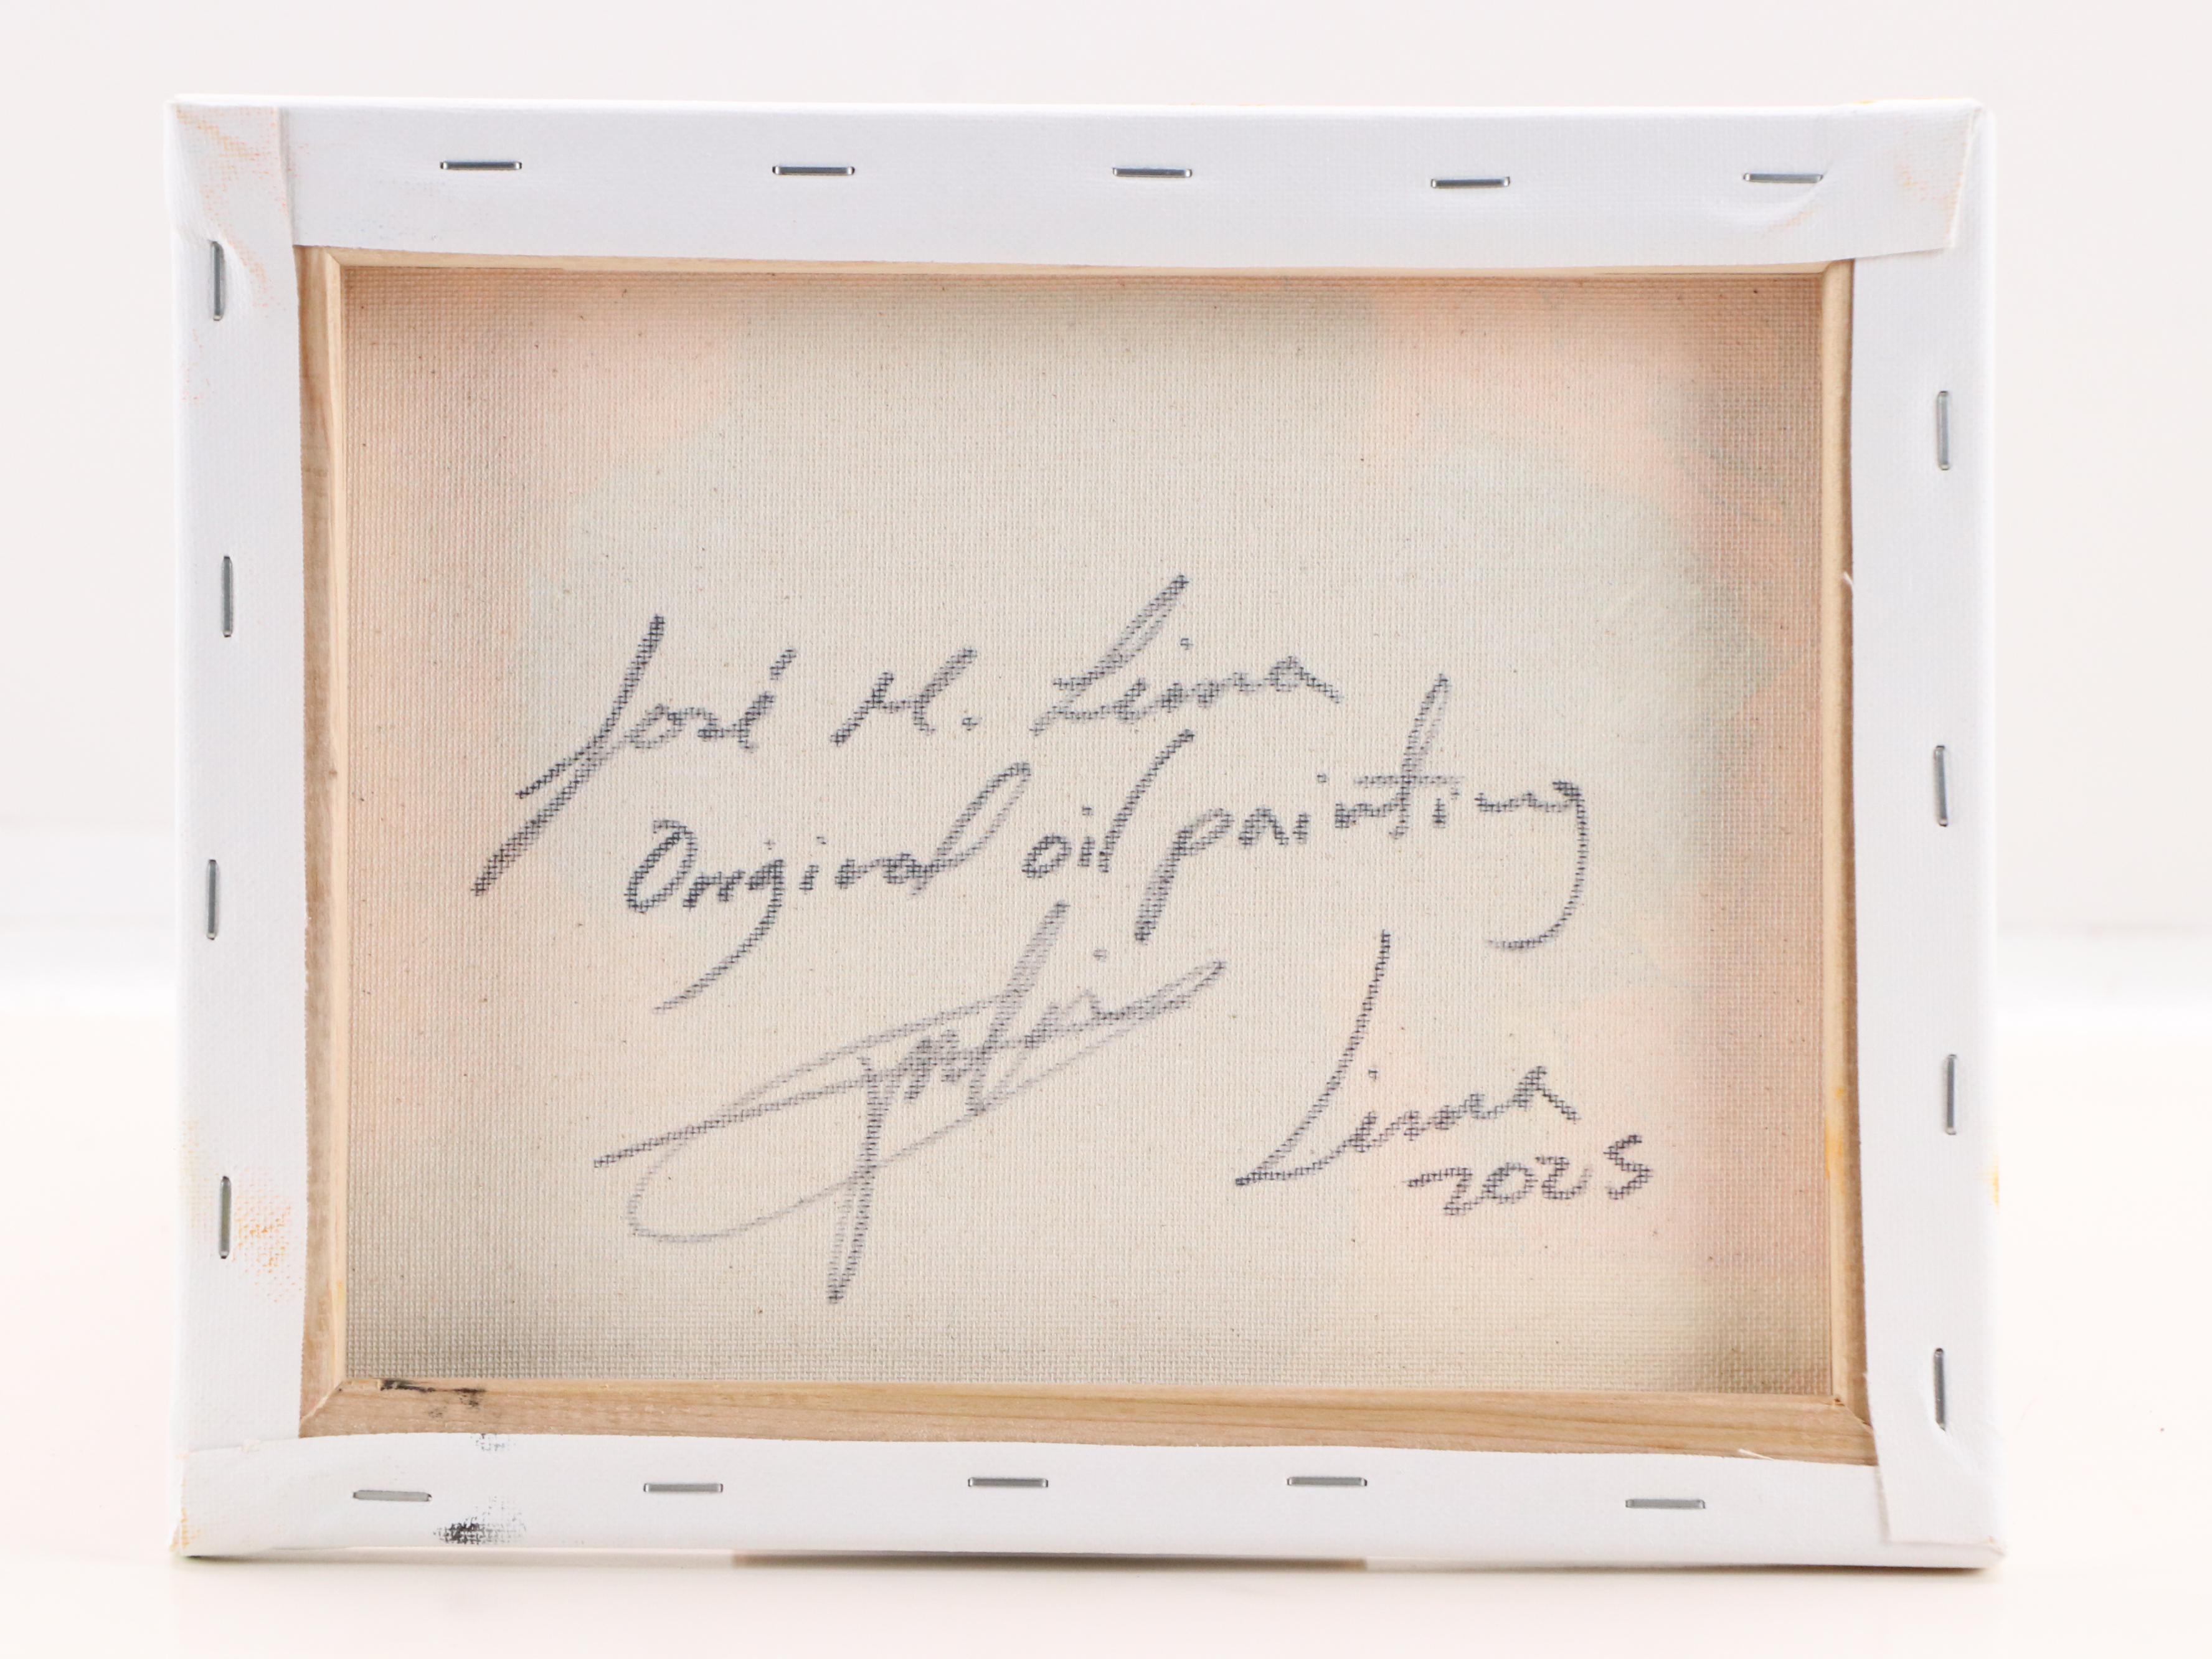 José M. Lima
Original oil painting
Lima
2025